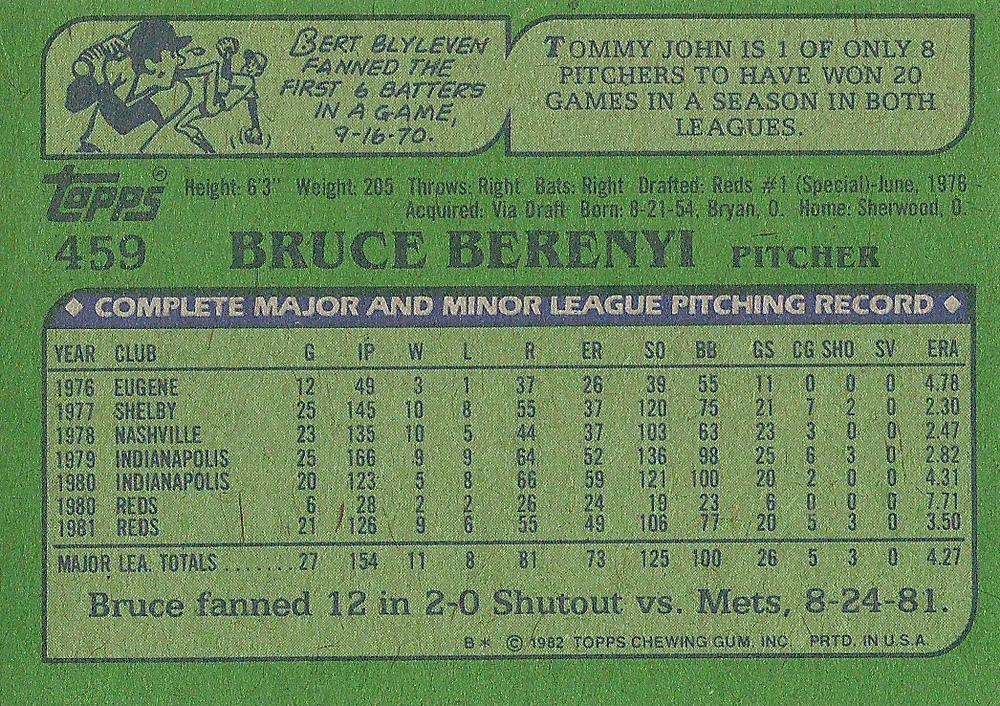 BERT BLYLEVEN
FANNED THE
FIRST 6 BATTERS
IN A GAME,
9-16-70.
TOMMY JOHN IS 1 OF ONLY 8
PITCHERS TO HAVE WON 20
GAMES IN A SEASON IN BOTH
LEAGUES.
TOPPS®
Height: 6'3" Weight: 205 Throws: Right Bats: Right Drafted: Reds #1 (Special)-June, 1976 -
Acquired: Via Draft Born: 8-21-54, Bryan, O. Home: Sherwood, O.
459 BRUCE BERENYI PITCHER
COMPLETE MAJOR AND MINOR LEAGUE PITCHING RECORD
YEAR CLUB G IP W L R ER SO BB GS CG SHO SV ERA
1976 EUGENE 12 49 3 1 37 26 39 55 11 0 0 0 4.78
1977 SHELBY 25 145 10 8 55 37 120 75 21 7 2 0 2.30
1978 NASHVILLE 23 135 10 5 44 37 103 63 23 3 0 0 2.47
1979 INDIANAPOLIS 25 166 9 9 64 52 136 98 25 6 3 0 2.82
1980 INDIANAPOLIS 20 123 5 8 66 59 121 100 20 2 0 0 4.31
1980 REDS 6 28 2 2 26 24 19 23 6 0 0 0 7.71
1981 REDS 21 126 9 6 55 49 106 77 20 5 3 0 3.50
MAJOR LEA. TOTALS.......27 154 11 8 81 73 125 100 26 5 3 0 4.27
Bruce fanned 12 in 2-0 Shutout vs. Mets, 8-24-81.
B* © 1982 TOPPS CHEWING GUM, INC. PRTD. IN U.S.A.